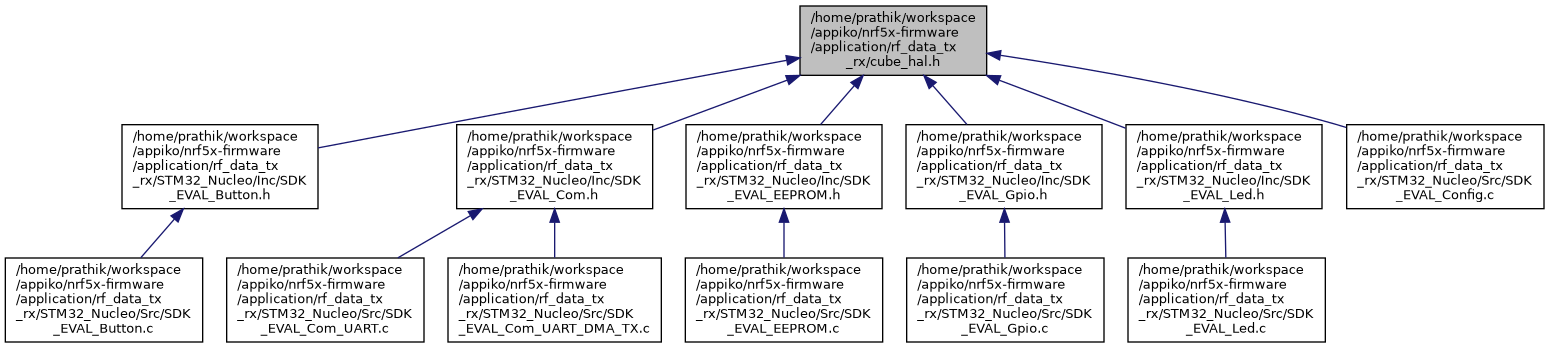 /home/prathik/workspace
/appiko/nrf5x-firmware
/application/rf_data_tx
_rx/cube_hal.h
/home/prathik/workspace
/appiko/nrf5x-firmware
/application/rf_data_tx
_rx/STM32_Nucleo/Inc/SDK
_EVAL_Button.h
/home/prathik/workspace
/appiko/nrf5x-firmware
/application/rf_data_tx
_rx/STM32_Nucleo/Inc/SDK
_EVAL_Com.h
/home/prathik/workspace
/appiko/nrf5x-firmware
/application/rf_data_tx
_rx/STM32_Nucleo/Inc/SDK
_EVAL_EEPROM.h
/home/prathik/workspace
/appiko/nrf5x-firmware
/application/rf_data_tx
_rx/STM32_Nucleo/Inc/SDK
_EVAL_Gpio.h
/home/prathik/workspace
/appiko/nrf5x-firmware
/application/rf_data_tx
_rx/STM32_Nucleo/Inc/SDK
_EVAL_Led.h
/home/prathik/workspace
/appiko/nrf5x-firmware
/application/rf_data_tx
_rx/STM32_Nucleo/Src/SDK
_EVAL_Config.c
/home/prathik/workspace
/appiko/nrf5x-firmware
/application/rf_data_tx
_rx/STM32_Nucleo/Src/SDK
_EVAL_Button.c
/home/prathik/workspace
/appiko/nrf5x-firmware
/application/rf_data_tx
_rx/STM32_Nucleo/Src/SDK
_EVAL_Com_UART.c
/home/prathik/workspace
/appiko/nrf5x-firmware
/application/rf_data_tx
_rx/STM32_Nucleo/Src/SDK
_EVAL_Com_UART_DMA_TX.c
/home/prathik/workspace
/appiko/nrf5x-firmware
/application/rf_data_tx
_rx/STM32_Nucleo/Src/SDK
_EVAL_EEPROM.c
/home/prathik/workspace
/appiko/nrf5x-firmware
/application/rf_data_tx
_rx/STM32_Nucleo/Src/SDK
_EVAL_Gpio.c
/home/prathik/workspace
/appiko/nrf5x-firmware
/application/rf_data_tx
_rx/STM32_Nucleo/Src/SDK
_EVAL_Led.c